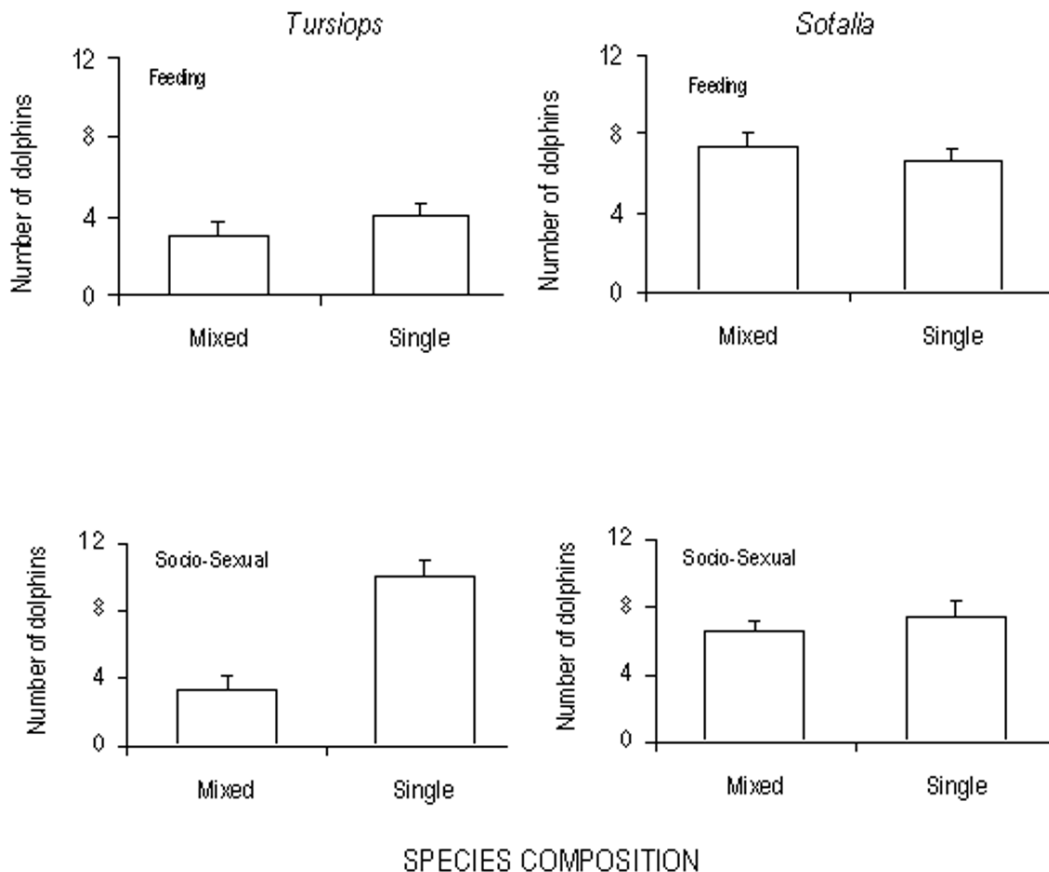 Tursiops
Sotalia
12
Feeding
8
4
0
Number of dolphins
Mixed
Single
12
Feeding
8
4
0
Number of dolphins
Mixed
Single
12
Socio-Sexual
8
4
0
Number of dolphins
Mixed
Single
12
Socio-Sexual
8
4
0
Number of dolphins
Mixed
Single
SPECIES COMPOSITION